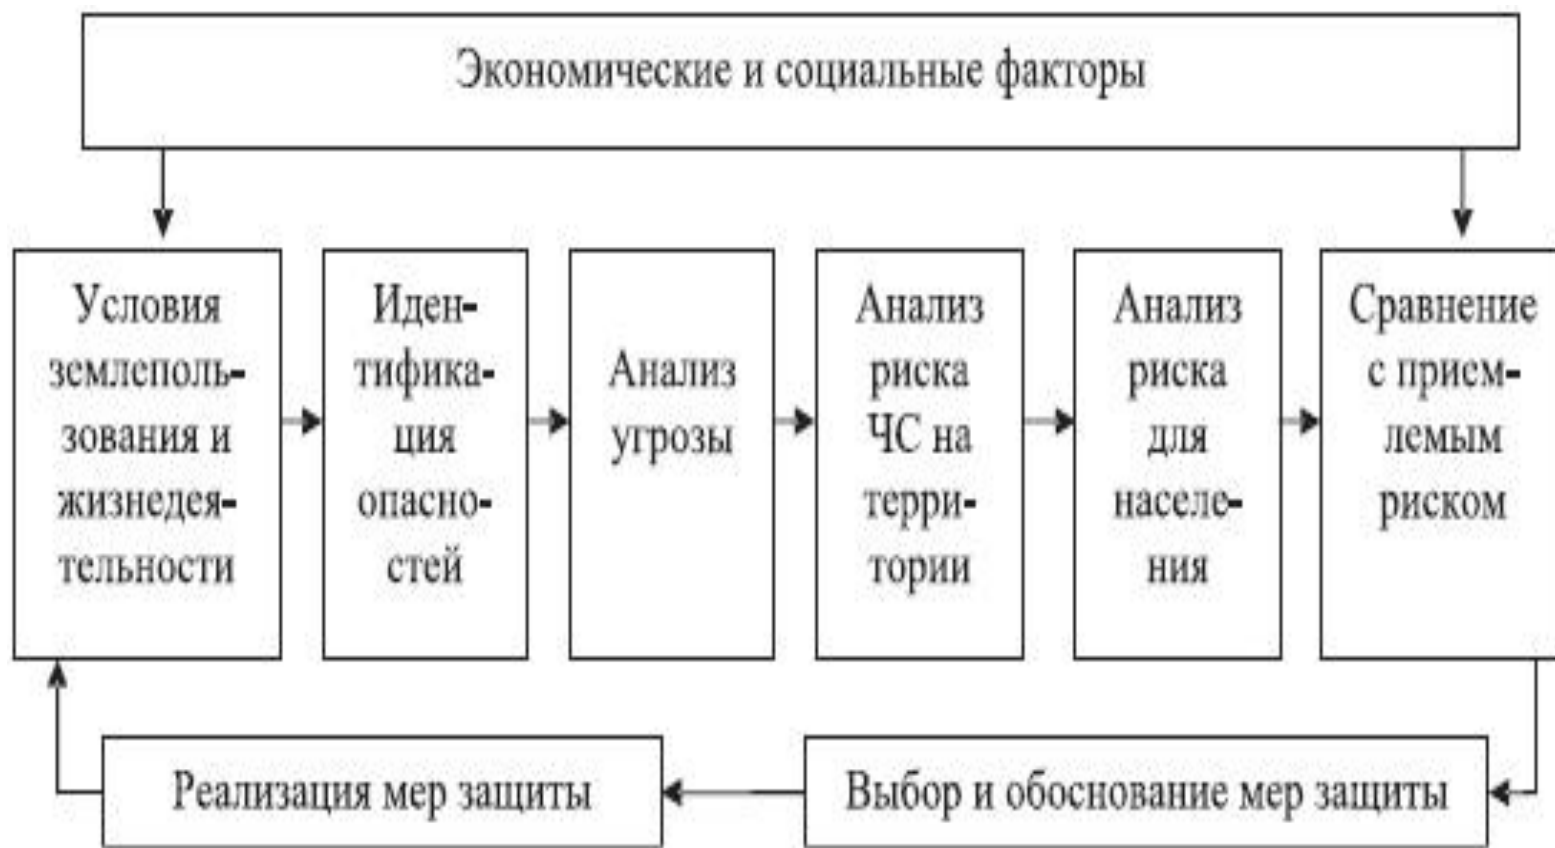 Экономические и социальные факторы
Условия
землеполь-
зования и
жизнедея-
тельности
Иден-
тифика-
ция
опасно-
стей
Анализ
угрозы
Анализ
риска
ЧС на
терри-
тории
Анализ
риска
для
населе-
ния
Сравнение
с прием-
лемым
риском
Реализация мер защиты
Выбор и обоснование мер защиты